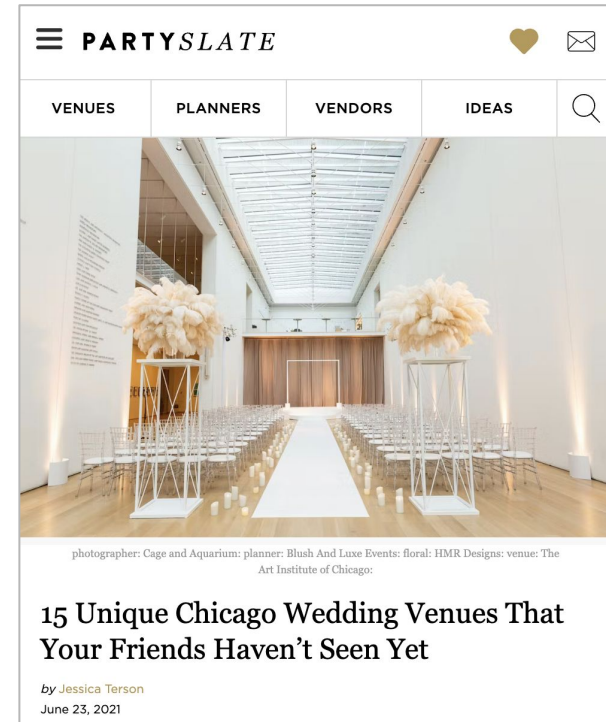 PARTYSLATE
VENUES PLANNERS VENDORS IDEAS
photographer: Cage and Aquarium: planner: Blush And Luxe Events: floral: HMR Designs: venue: The
Art Institute of Chicago:
15 Unique Chicago Wedding Venues That
Your Friends Haven’t Seen Yet
by Jessica Terson
June 23, 2021